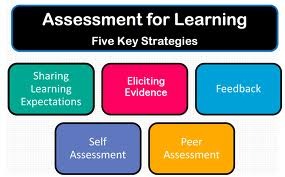 Assessment for Learning
Five Key Strategies
Sharing
Learning
Expectations
Eliciting
Evidence
Feedback
Self
Assessment
Peer
Assessment